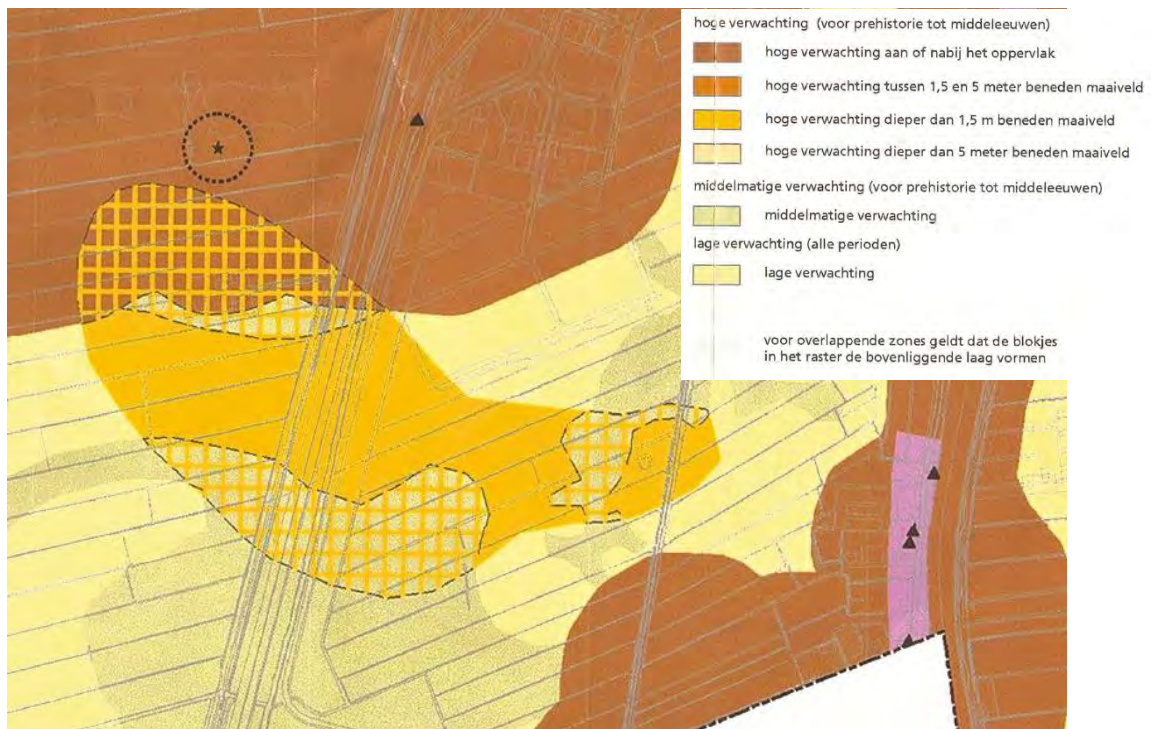 hoge verwachting (voor prehistorie tot middeleeuwen)
hoge verwachting aan of nabij het oppervlak
hoge verwachting tussen 1,5 en 5 meter beneden maaiveld
hoge verwachting dieper dan 1,5 m beneden maaiveld
hoge verwachting dieper dan 5 meter beneden maaiveld
middelmatige verwachting (voor prehistorie tot middeleeuwen)
middelmatige verwachting
lage verwachting (alle perioden)
lage verwachting
voor overlappende zones geldt dat de blokjes
in het raster de bovenliggende laag vormen